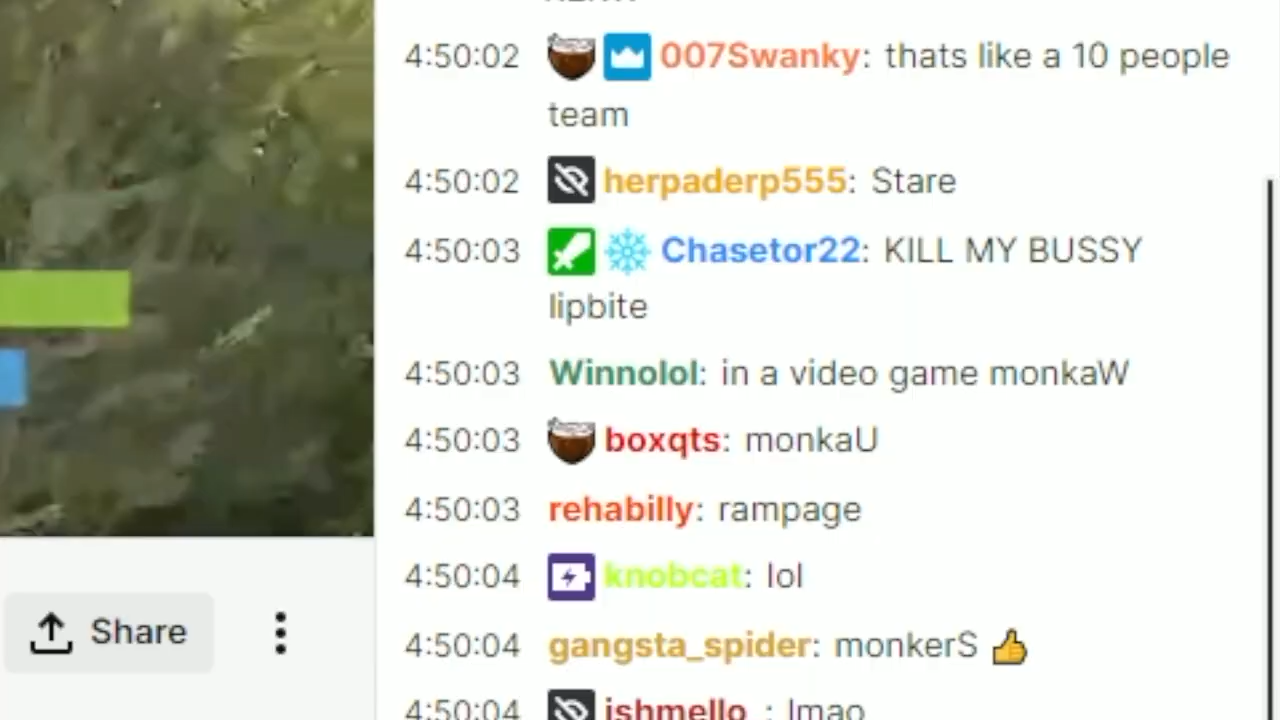 4:50:02 007Swanky: thats like a 10 people
team
4:50:02 herpaderp555: Stare
4:50:03 Chasetor22: KILL MY BUSSY
lipbite
4:50:03 Winnolol: in a video game monkaW
4:50:03 boxqts: monkaU
4:50:03 rehabilly: rampage
4:50:04 knobcat: lol
4:50:04 gangsta_spider: monkerS 👍
4:50:04 ishmello_: lmao
Share